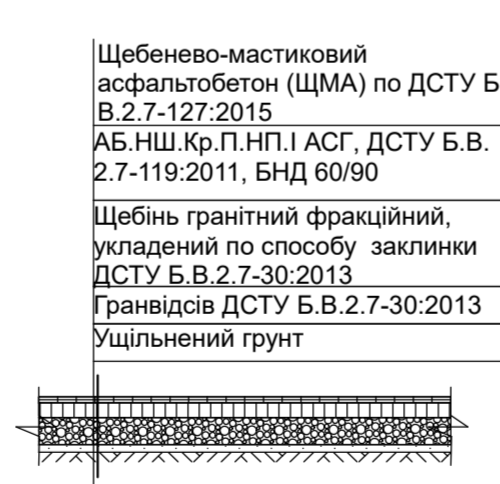 Щебенево-мастиковий
асфальтобетон (ЩМА) по ДСТУ Б
В.2.7-127:2015
АБ.НШ.Кр.П.НП.І АСГ, ДСТУ Б.В.
2.7-119:2011, БНД 60/90
Щебінь гранітний фракційний,
укладений по способу заклинки
ДСТУ Б.В.2.7-30:2013
Гранвідсів ДСТУ Б.В.2.7-30:2013
Ущільнений грунт